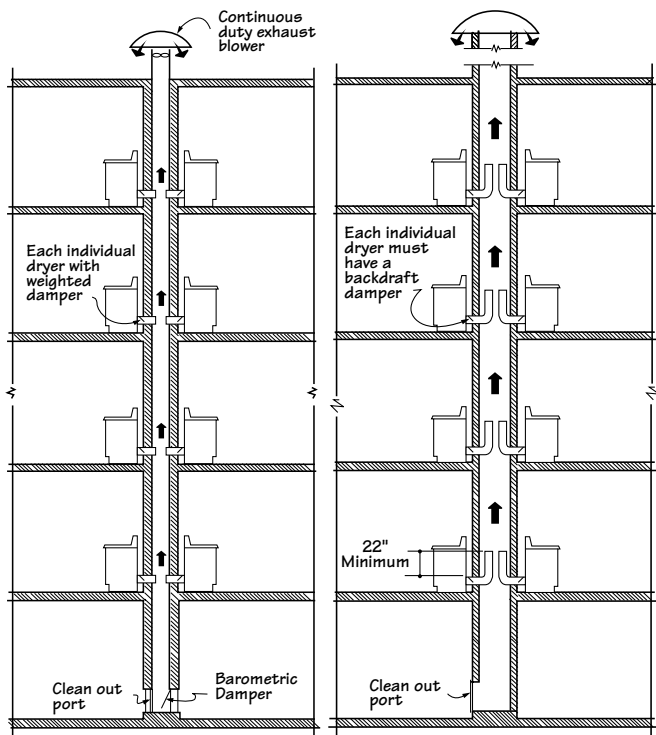 Continuous
duty exhaust
blower
Each individual
dryer with
weighted
damper
Clean out
port
Barometric
Damper
Each individual
dryer must
have a
backdraft
damper
22"
Minimum
Clean out
port